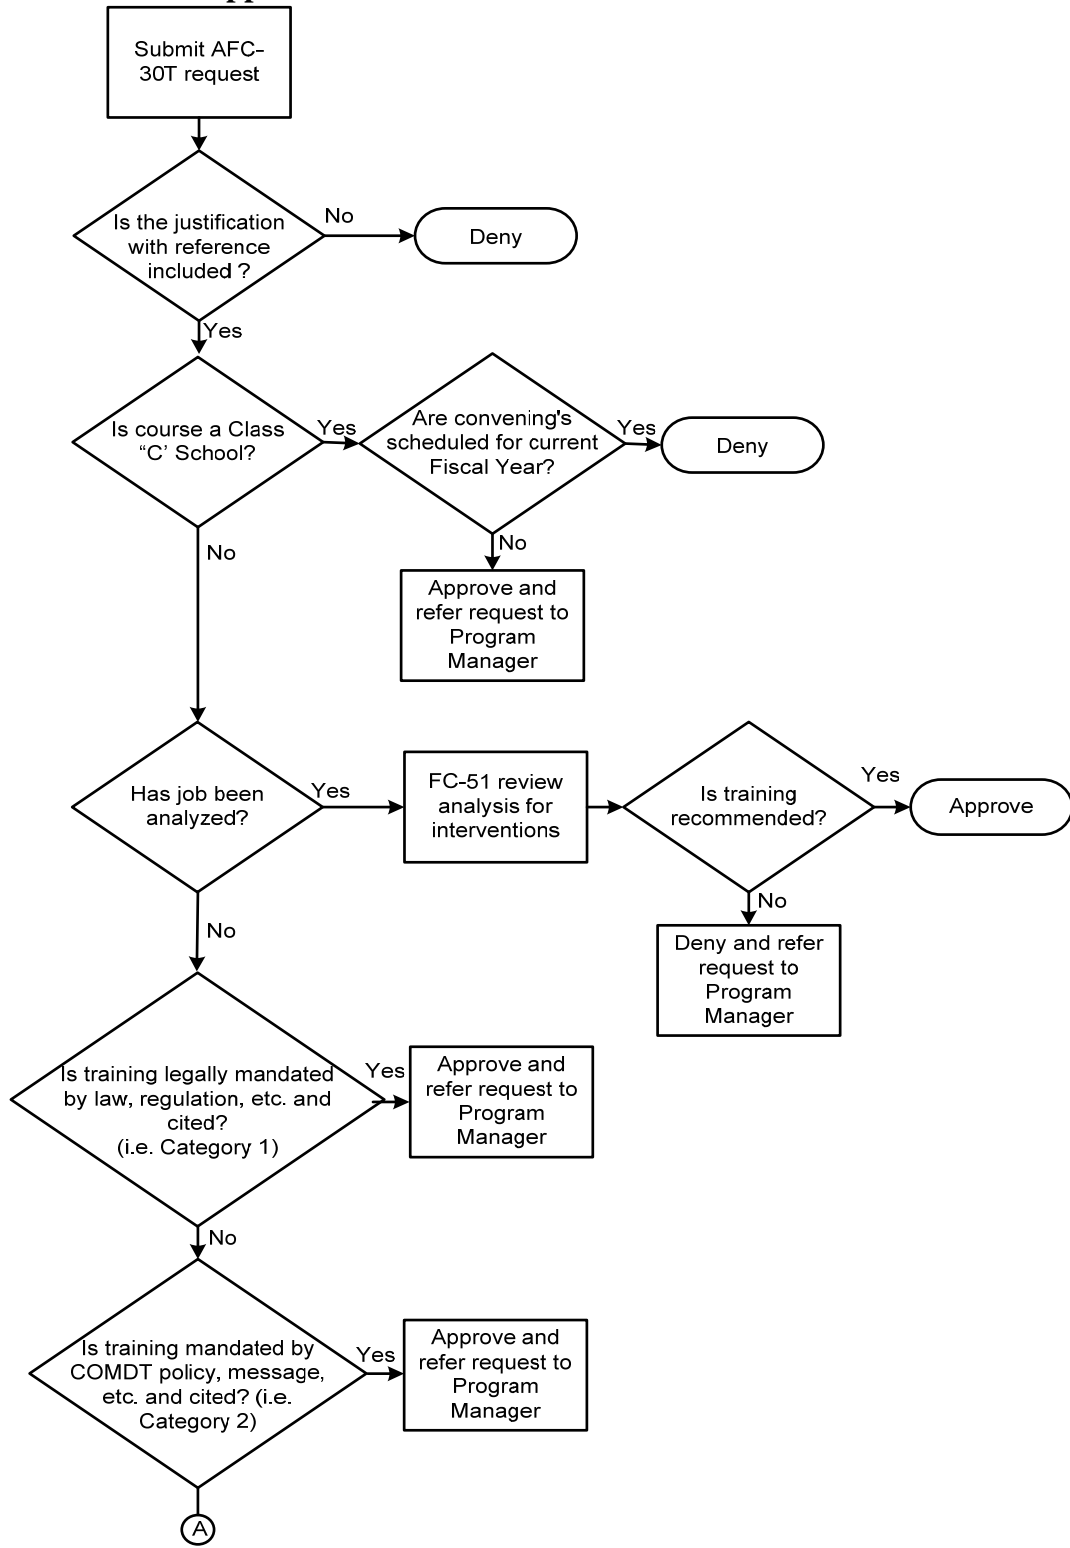 Submit AFC-
30T request
Is the justification
with reference
included ?
No
Deny
Yes
Is course a Class
“C’ School?
Yes
Are convening's
scheduled for current
Fiscal Year?
Yes
Deny
No
Approve and
refer request to
Program
Manager
No
Has job been
analyzed?
Yes
FC-51 review
analysis for
interventions
Is training
recommended?
Yes
Approve
No
Deny and refer
request to
Program
Manager
No
Is training legally mandated
by law, regulation, etc. and
cited?
(i.e. Category 1)
Yes
Approve and
refer request to
Program
Manager
No
Is training mandated by
COMDT policy, message,
etc. and cited? (i.e.
Category 2)
Yes
Approve and
refer request to
Program
Manager
A